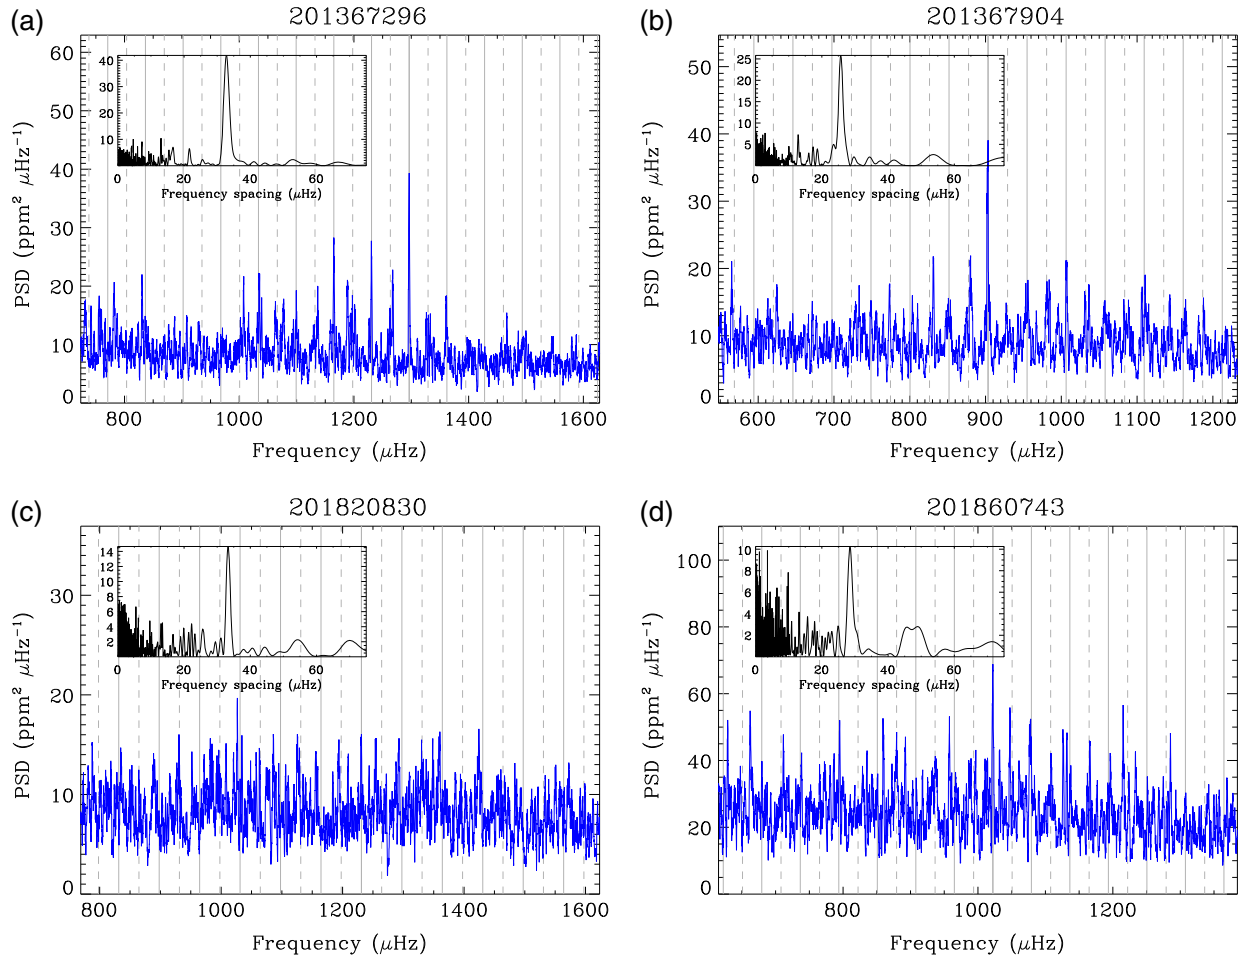 (a)
201367296
PSD (ppm² μHz⁻¹)
60
50
40
30
20
10
0
40
30
20
10
0 20 40 60
Frequency spacing (μHz)
800 1000 1200 1400 1600
Frequency (μHz)
(b)
201367904
PSD (ppm² μHz⁻¹)
50
40
30
20
10
0
25
20
15
10
5
0 20 40 60
Frequency spacing (μHz)
600 700 800 900 1000 1100 1200
Frequency (μHz)
(c)
201820830
PSD (ppm² μHz⁻¹)
30
20
10
0
14
12
10
8
6
4
2
0 20 40 60
Frequency spacing (μHz)
800 1000 1200 1400 1600
Frequency (μHz)
(d)
201860743
PSD (ppm² μHz⁻¹)
100
80
60
40
20
0
10
8
6
4
2
0 20 40 60
Frequency spacing (μHz)
800 1000 1200
Frequency (μHz)